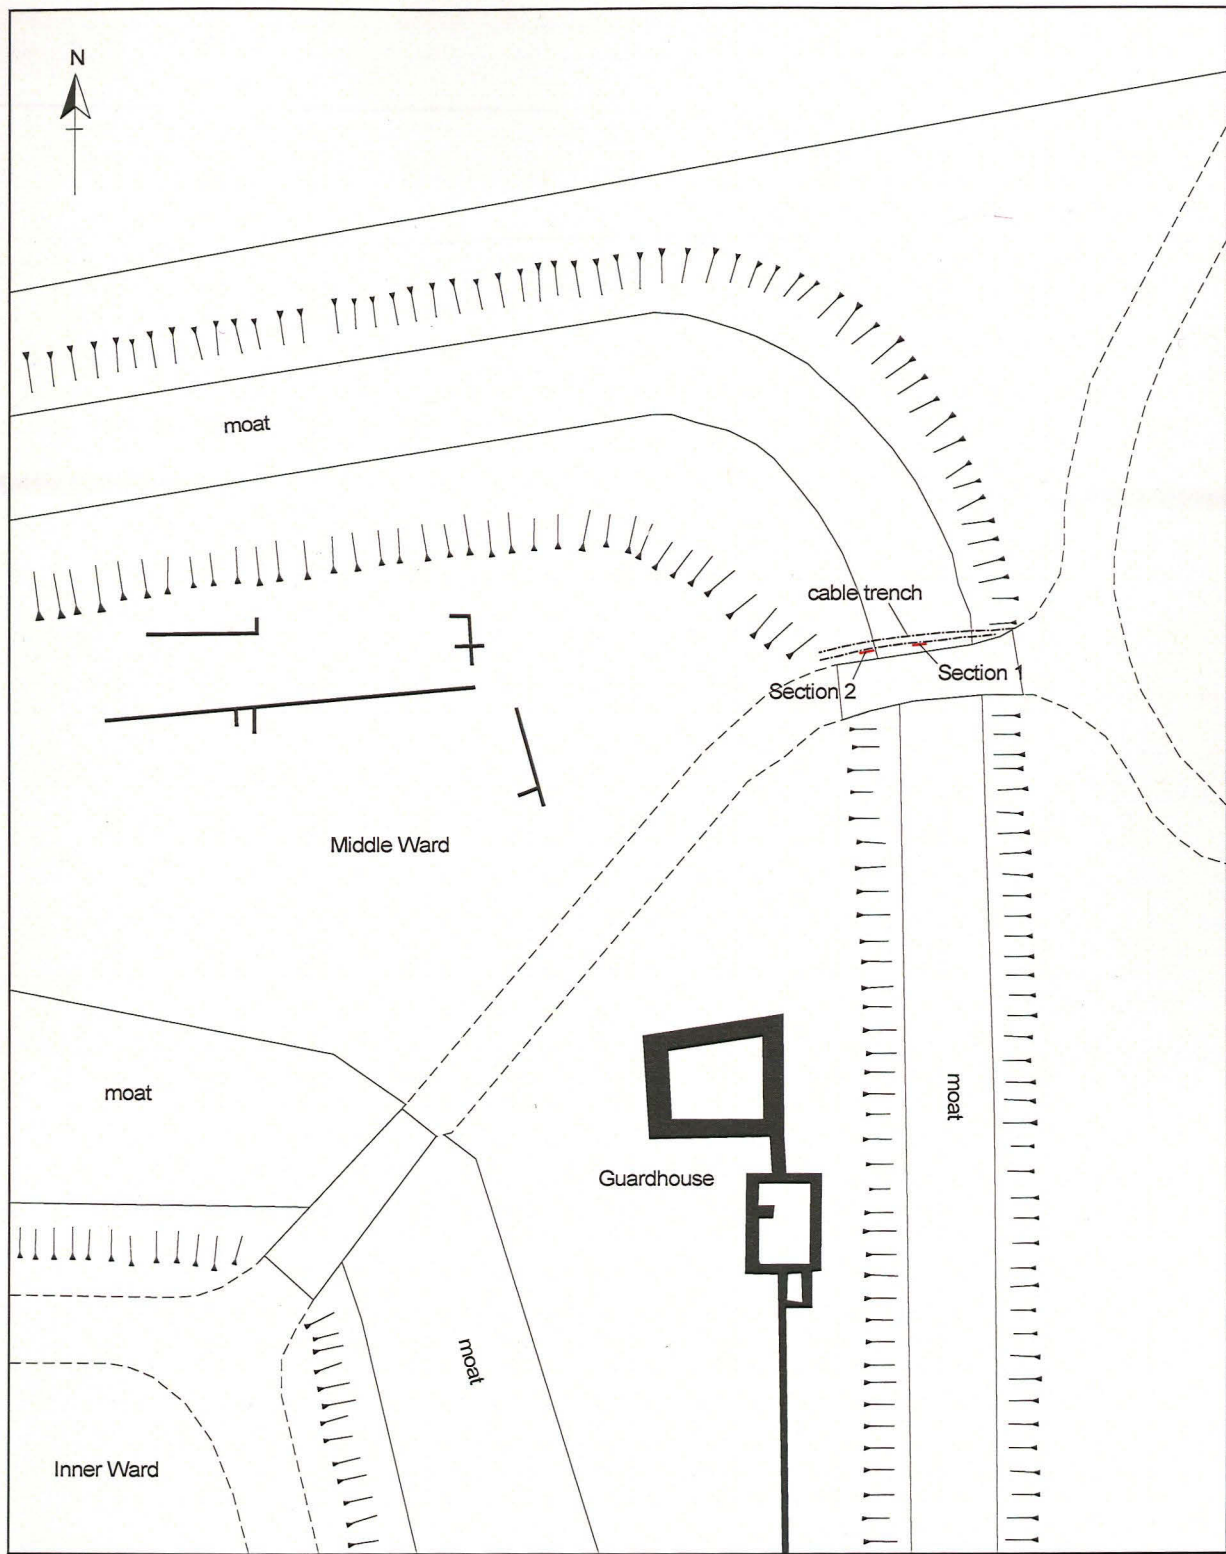 N
moat
cable trench
Section 1
Section 2
Middle Ward
moat
moat
Guardhouse
moat
Inner Ward